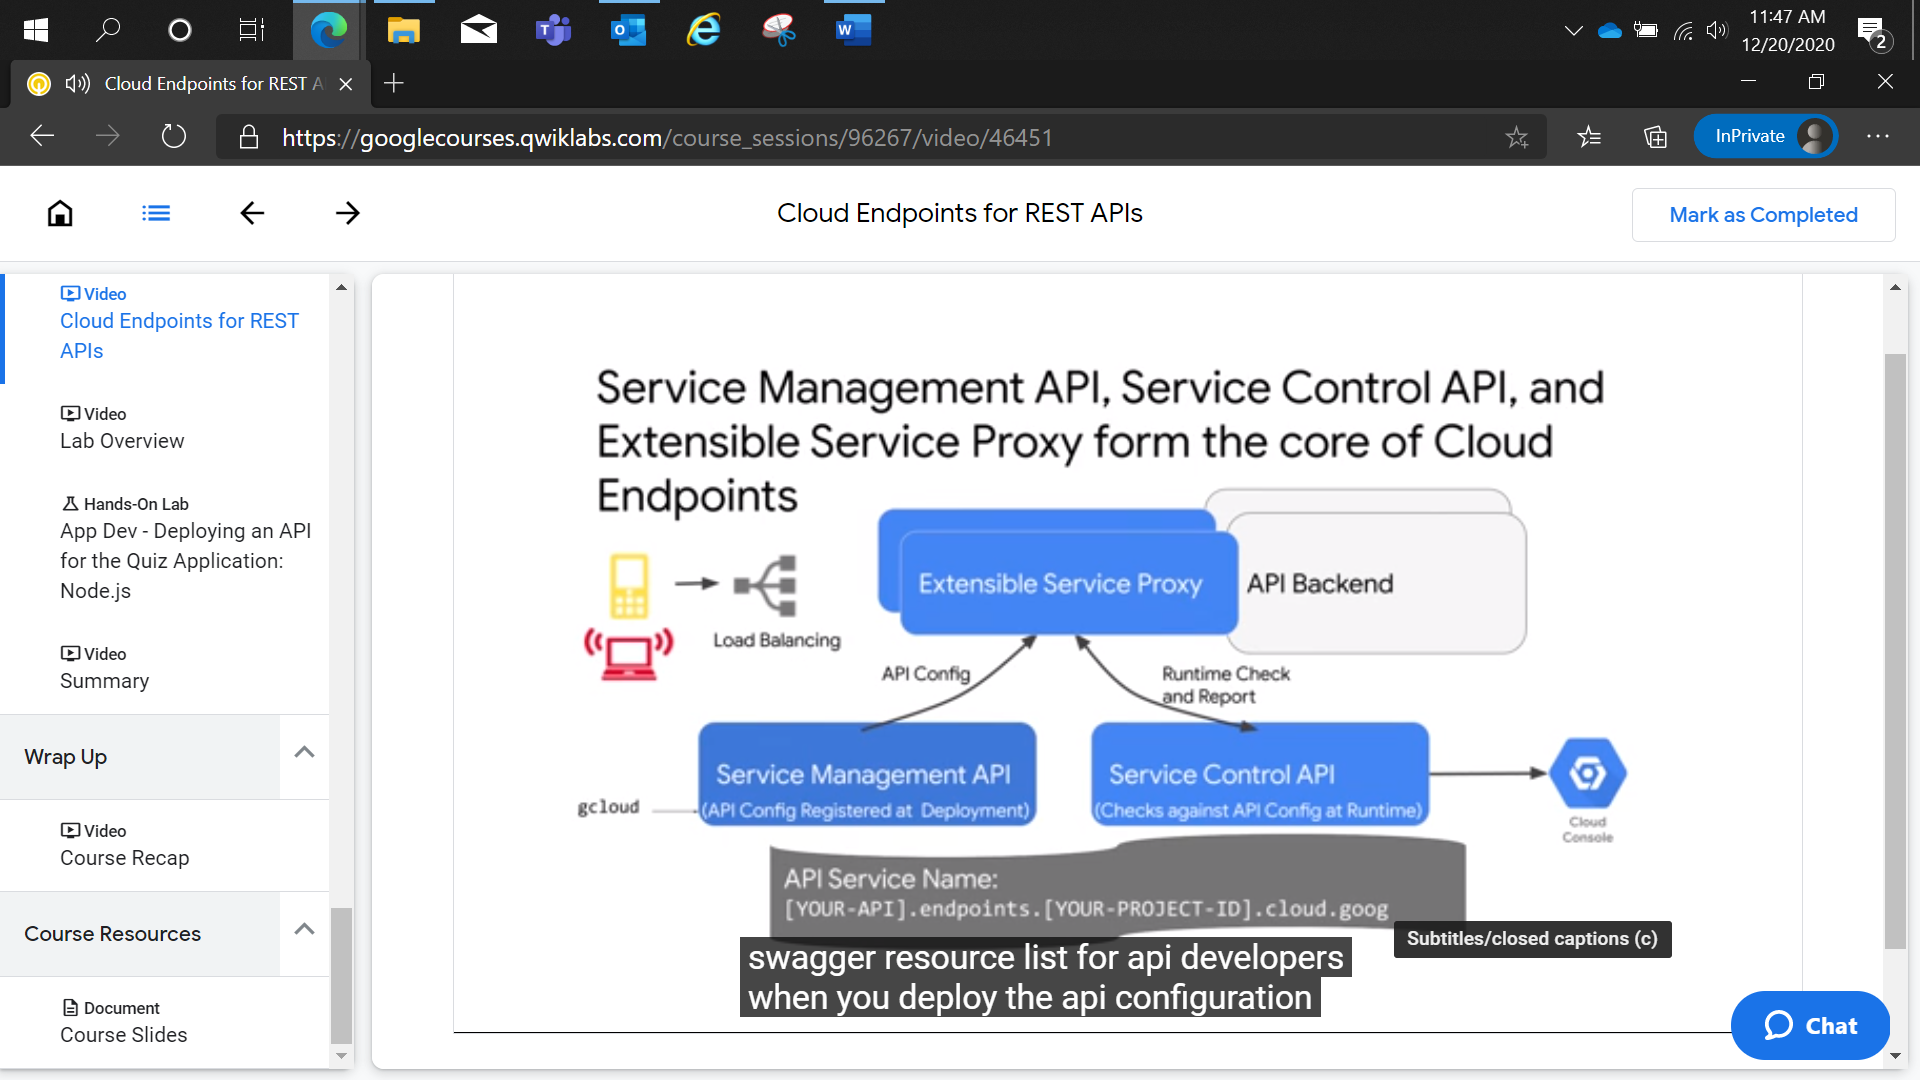 11:47 AM
12/20/2020
2
Cloud Endpoints for REST A
https://googlecourses.qwiklabs.com/course_sessions/96267/video/46451
InPrivate
Cloud Endpoints for REST APIs
Mark as Completed
Video
Cloud Endpoints for REST
APIs
Video
Lab Overview
Hands-On Lab
App Dev - Deploying an API
for the Quiz Application:
Node.js
Video
Summary
Wrap Up
Video
Course Recap
Course Resources
Document
Course Slides
Service Management API, Service Control API, and
Extensible Service Proxy form the core of Cloud
Endpoints
Extensible Service Proxy
API Backend
Load Balancing
API Config
Runtime Check
and Report
Service Management API
(API Config Registered at Deployment)
gcloud
Service Control API
(Checks against API Config at Runtime)
Cloud
Console
API Service Name:
[YOUR-API].endpoints.[YOUR-PROJECT-ID].cloud.goog
Subtitles/closed captions (c)
swagger resource list for api developers
when you deploy the api configuration
Chat